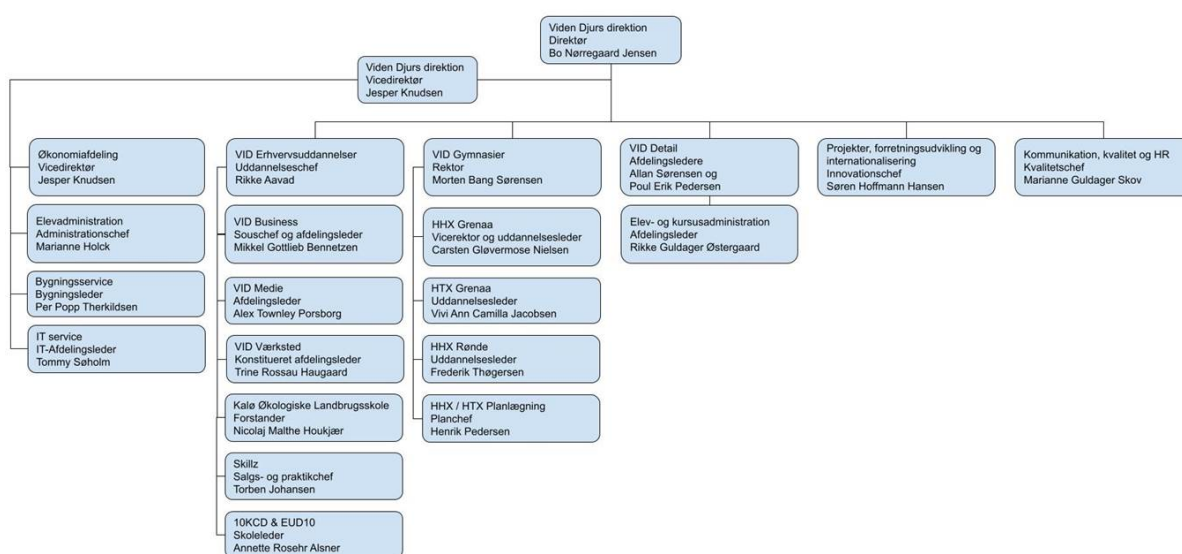 Viden Djurs direktion
Direktør
Bo Nørregaard Jensen
Viden Djurs direktion
Vicedirektør
Jesper Knudsen
Økonomiafdeling
Vicedirektør
Jesper Knudsen
Elevadministration
Administrationschef
Marianne Holck
Bygningsservice
Bygningsleder
Per Popp Therkildsen
IT service
IT-Afdelingsleder
Tommy Søholm
VID Erhvervsuddannelser
Uddannelseschef
Rikke Aavad
VID Business
Souschef og afdelingsleder
Mikkel Gottlieb Bennetzen
VID Medie
Afdelingsleder
Alex Townley Porsborg
VID Værksted
Konstitueret afdelingsleder
Trine Rossau Haugaard
Kalø Økologiske Landbrugsskole
Forstander
Nicolaj Malthe Houkjær
Skillz
Salgs- og praktikchef
Torben Johansen
10KCD & EUD10
Skoleleder
Annette Rosehr Alsner
VID Gymnasier
Rektor
Morten Bang Sørensen
HHX Grenaa
Vicerektor og uddannelsesleder
Carsten Gløvermose Nielsen
HTX Grenaa
Uddannelsesleder
Vivi Ann Camilla Jacobsen
HHX Rønde
Uddannelsesleder
Frederik Thøgersen
HHX / HTX Planlægning
Planchef
Henrik Pedersen
VID Detail
Afdelingsledere
Allan Sørensen og
Poul Erik Pedersen
Elev- og kursusadministration
Afdelingsleder
Rikke Guldager Østergaard
Projekter, forretningsudvikling og
internationalisering
Innovationschef
Søren Hoffmann Hansen
Kommunikation, kvalitet og HR
Kvalitetschef
Marianne Guldager Skov